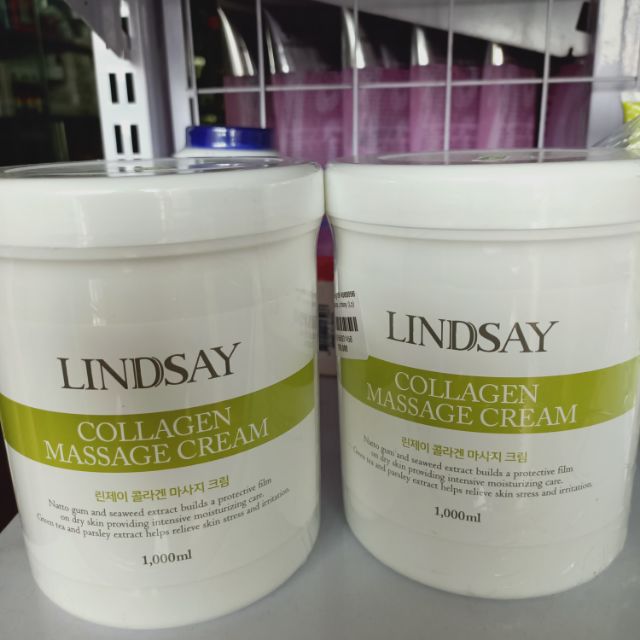 LINDSAY
COLLAGEN
MASSAGE CREAM
린제이 콜라겐 마사지 크림
Natto gum and seaweed extract builds a protective film
on dry skin providing intensive moisturizing care.
Green tea and parsley extract helps relieve skin stress and irritation.
1,000ml
LINDSAY
COLLAGEN
MASSAGE CREAM
린제이 콜라겐 마사지 크림
Natto gum and seaweed extract builds a protective film
on dry skin providing intensive moisturizing care.
Green tea and parsley extract helps relieve skin stress and irritation.
1,000ml